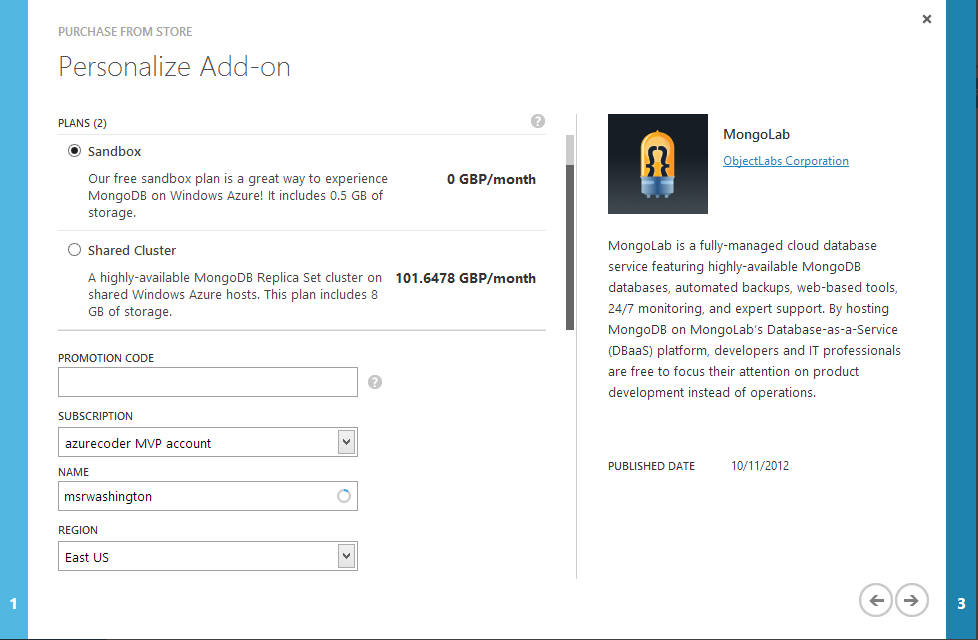 PURCHASE FROM STORE
Personalize Add-on
PLANS (2)
?
Sandbox
Our free sandbox plan is a great way to experience
MongoDB on Windows Azure! It includes 0.5 GB of
storage.
0 GBP/month
Shared Cluster
A highly-available MongoDB Replica Set cluster on
shared Windows Azure hosts. This plan includes 8
GB of storage.
101.6478 GBP/month
PROMOTION CODE
?
SUBSCRIPTION
azurecoder MVP account
NAME
msrwashington
REGION
East US
{}
MongoLab
ObjectLabs Corporation
MongoLab is a fully-managed cloud database
service featuring highly-available MongoDB
databases, automated backups, web-based tools,
24/7 monitoring, and expert support. By hosting
MongoDB on MongoLab's Database-as-a-Service
(DBaaS) platform, developers and IT professionals
are free to focus their attention on product
development instead of operations.
PUBLISHED DATE 10/11/2012
1
3